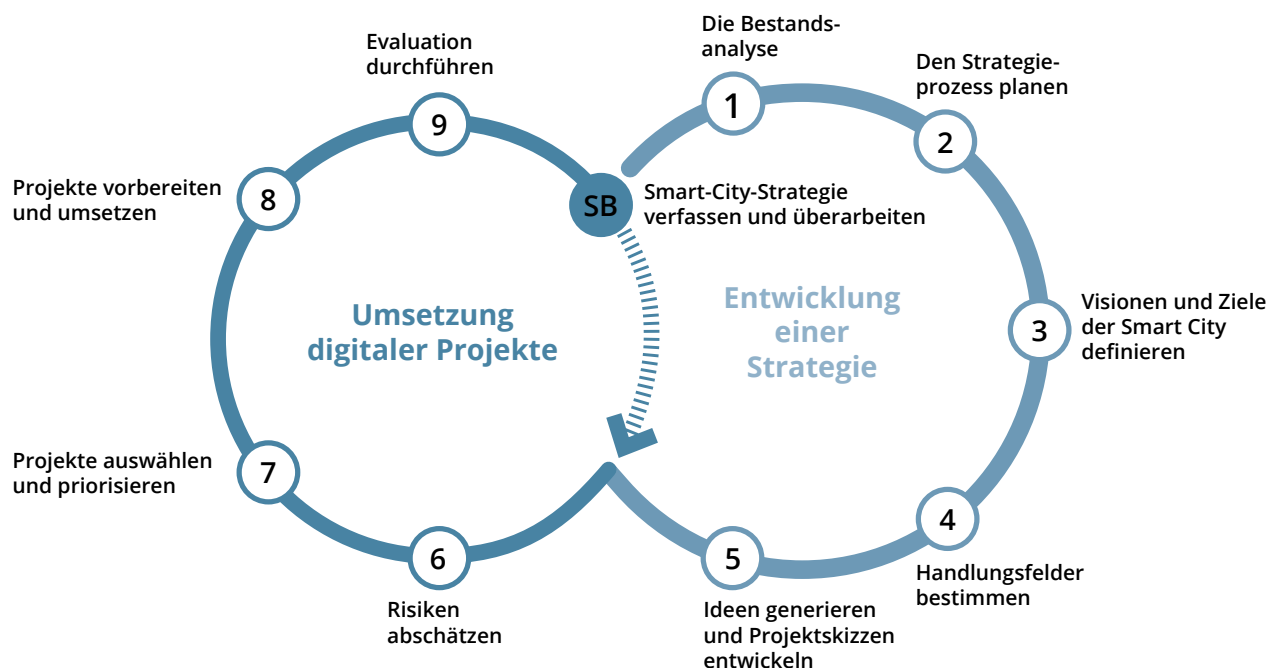 1
Die Bestands-
analyse
2
Den Strategie-
prozess planen
3
Visionen und Ziele
der Smart City
definieren
4
Handlungsfelder
bestimmen
5
Ideen generieren
und Projektskizzen
entwickeln
6
Risiken
abschätzen
7
Projekte auswählen
und priorisieren
8
Projekte vorbereiten
und umsetzen
9
Evaluation
durchführen
SB
Smart-City-Strategie
verfassen und überarbeiten
Umsetzung
digitaler Projekte
Entwicklung
einer
Strategie